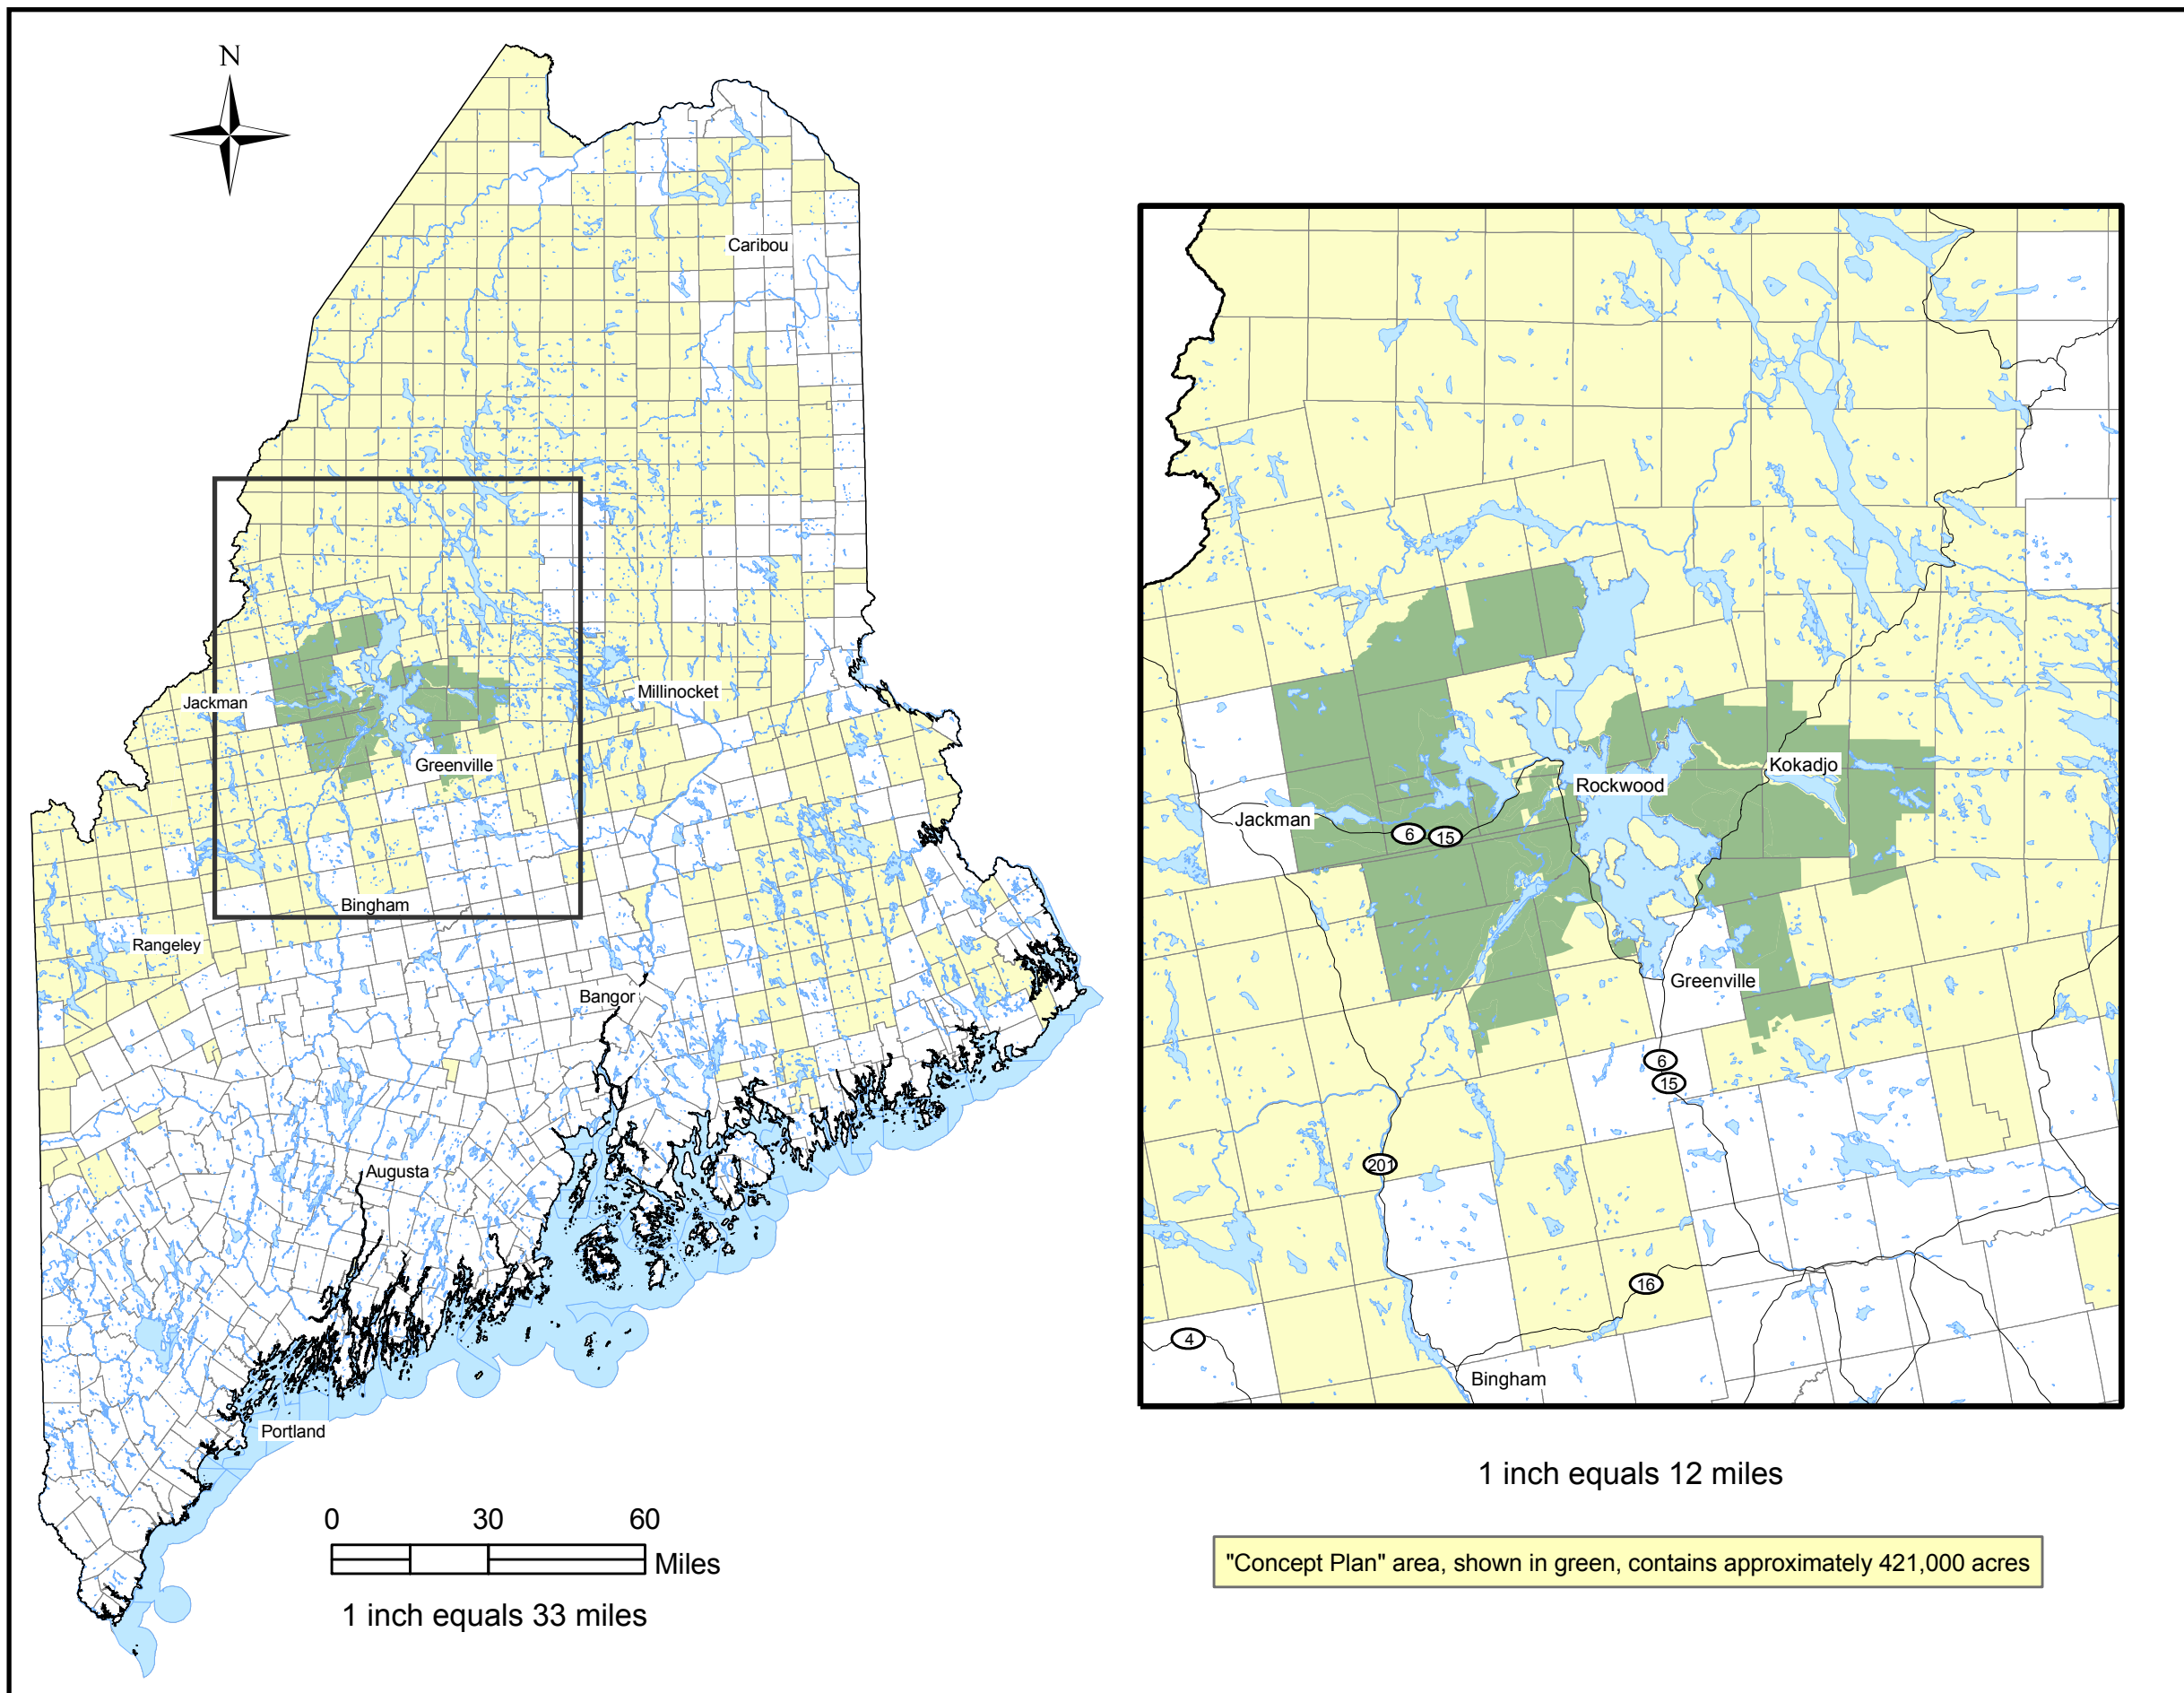 N
Caribou
Jackman
Millinocket
Greenville
Bingham
Rangeley
Bangor
Augusta
Portland
0 30 60
Miles
1 inch equals 33 miles
Kokadjo
Rockwood
Jackman
6 15
Greenville
6
15
201
16
4
Bingham
1 inch equals 12 miles
"Concept Plan" area, shown in green, contains approximately 421,000 acres